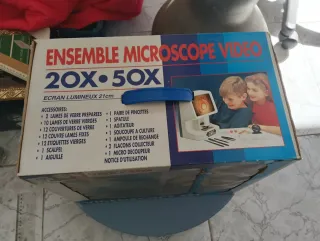 ENSEMBLE MICROSCOPE VIDEO
20X•50X
ECRAN LUMINEUX 21cm
ACCESSOIRES:
• 2 LAMES DE VERRE PREPAREES
• 10 LAMES DE VERRE VIERGES
• 12 COUVERTURES DE VERRE
• 12 COUVRE LAMES FIXES
• 12 ETIQUETTES VIERGES
• 1 SCALPEL
• 1 AIGUILLE
• 1 PAIRE DE PINCETTES
• 1 SPATULE
• 1 AGITATEUR
• 1 SOUCOUPE A CULTURE
• 1 AMPOULE DE RECHANGE
• 2 FLACONS COLLECTEUR
• 1 MICRO DECOUPEUR
NOTICE D'UTILISATION